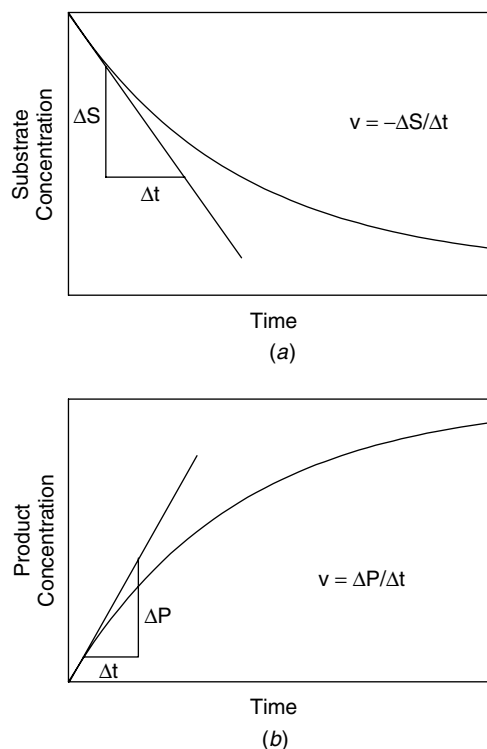 Substrate
Concentration
ΔS
Δt
v = –ΔS/Δt
Time
(a)
Product
Concentration
ΔP
Δt
v = ΔP/Δt
Time
(b)